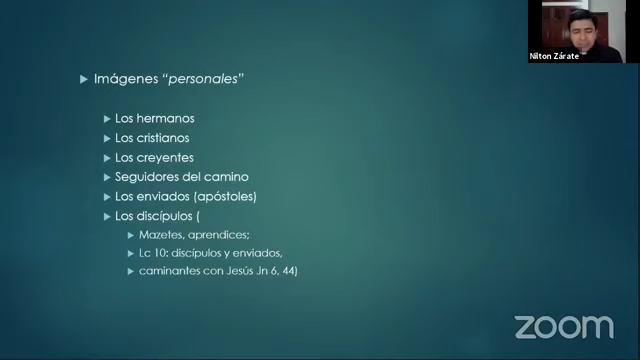 Nilton Zárate
Imágenes “personales”
Los hermanos
Los cristianos
Los creyentes
Seguidores del camino
Los enviados (apóstoles)
Los discípulos (
Mazetes, aprendices;
Lc 10: discípulos y enviados,
caminantes con Jesús Jn 6, 44)
zoom